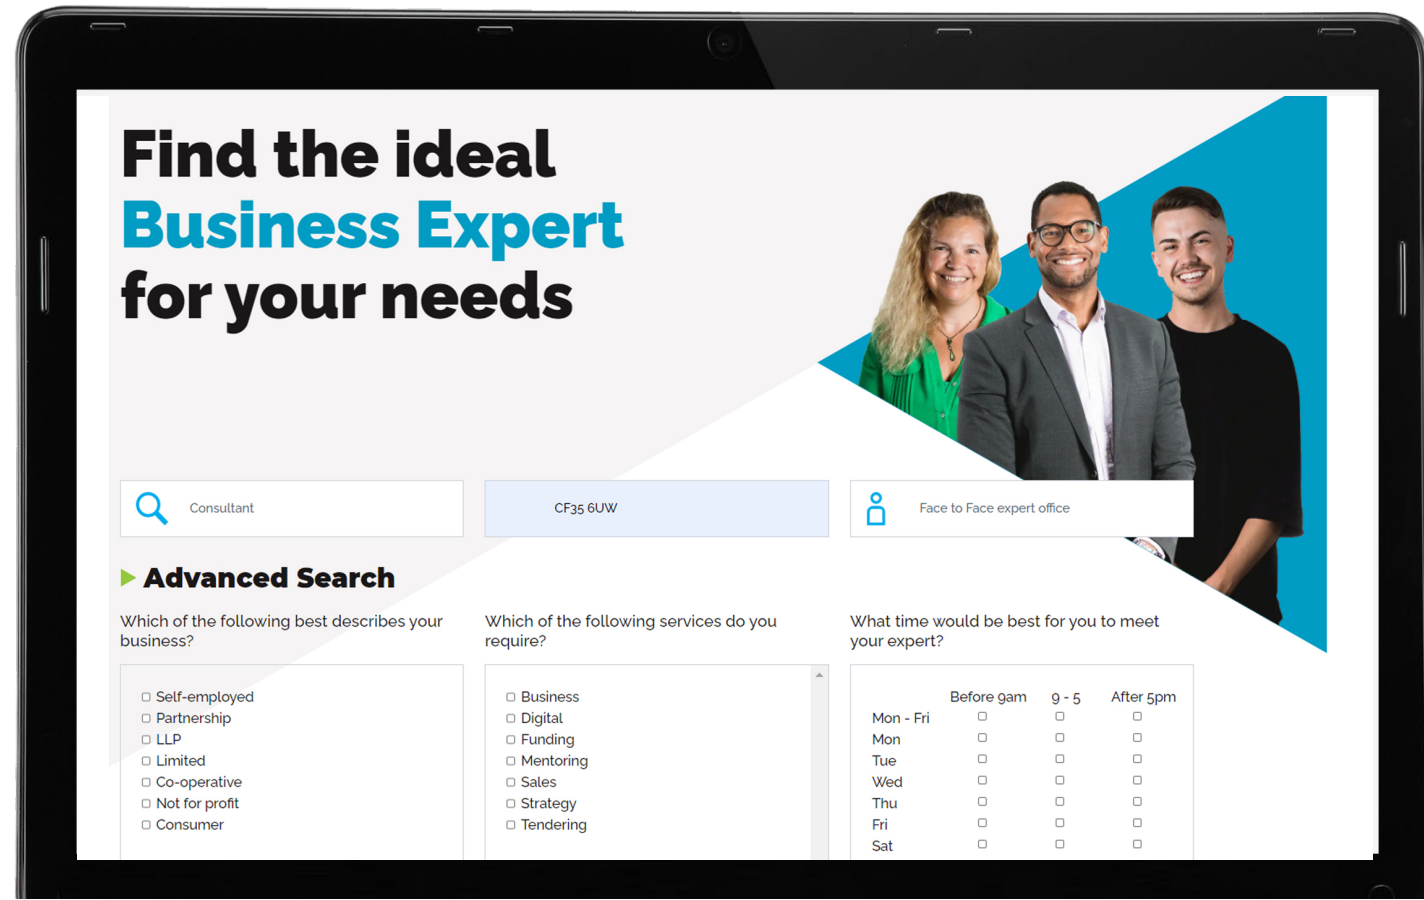 Find the ideal
Business Expert
for your needs
Consultant
CF35 6UW
Face to Face expert office
Advanced Search
Which of the following best describes your
business?
Self-employed
Partnership
LLP
Limited
Co-operative
Not for profit
Consumer
Which of the following services do you
require?
Business
Digital
Funding
Mentoring
Sales
Strategy
Tendering
What time would be best for you to meet
your expert?
Before 9am 9 - 5 After 5pm
Mon - Fri
Mon
Tue
Wed
Thu
Fri
Sat